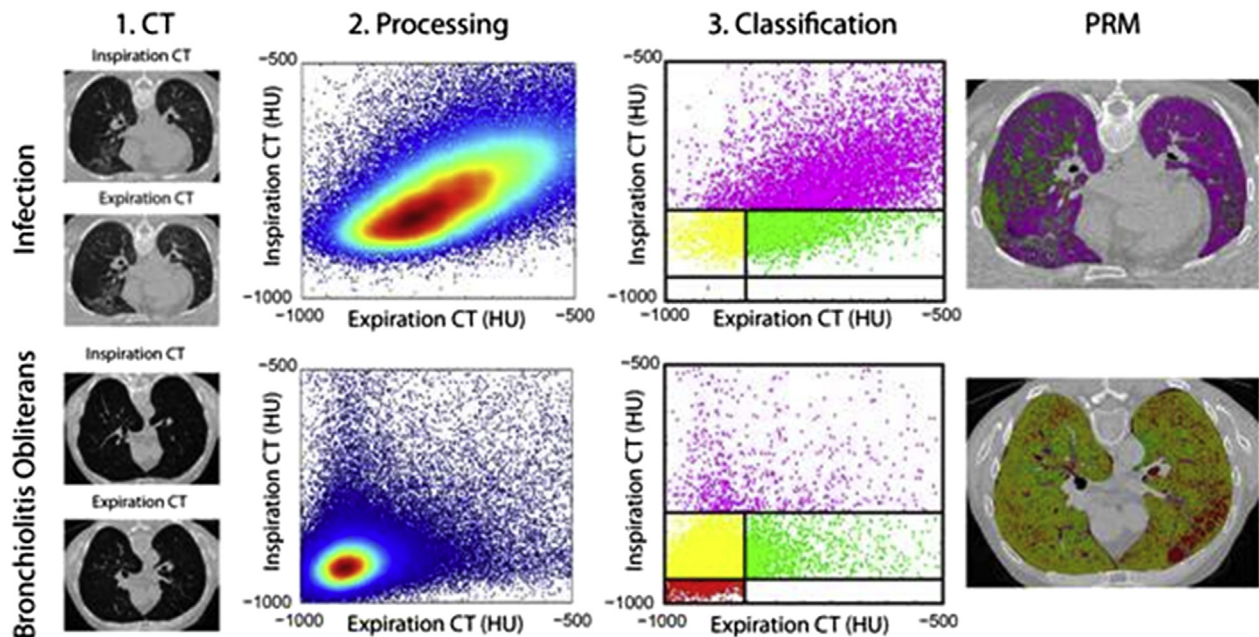 1. CT
2. Processing
3. Classification
PRM
Infection
Inspiration CT
Expiration CT
−500
Inspiration CT (HU)
−1000
−1000
Expiration CT (HU)
−500
−500
Inspiration CT (HU)
−1000
−1000
Expiration CT (HU)
−500
Bronchiolitis Obliterans
Inspiration CT
Expiration CT
−500
Inspiration CT (HU)
−1000
−1000
Expiration CT (HU)
−500
−500
Inspiration CT (HU)
−1000
−1000
Expiration CT (HU)
−500